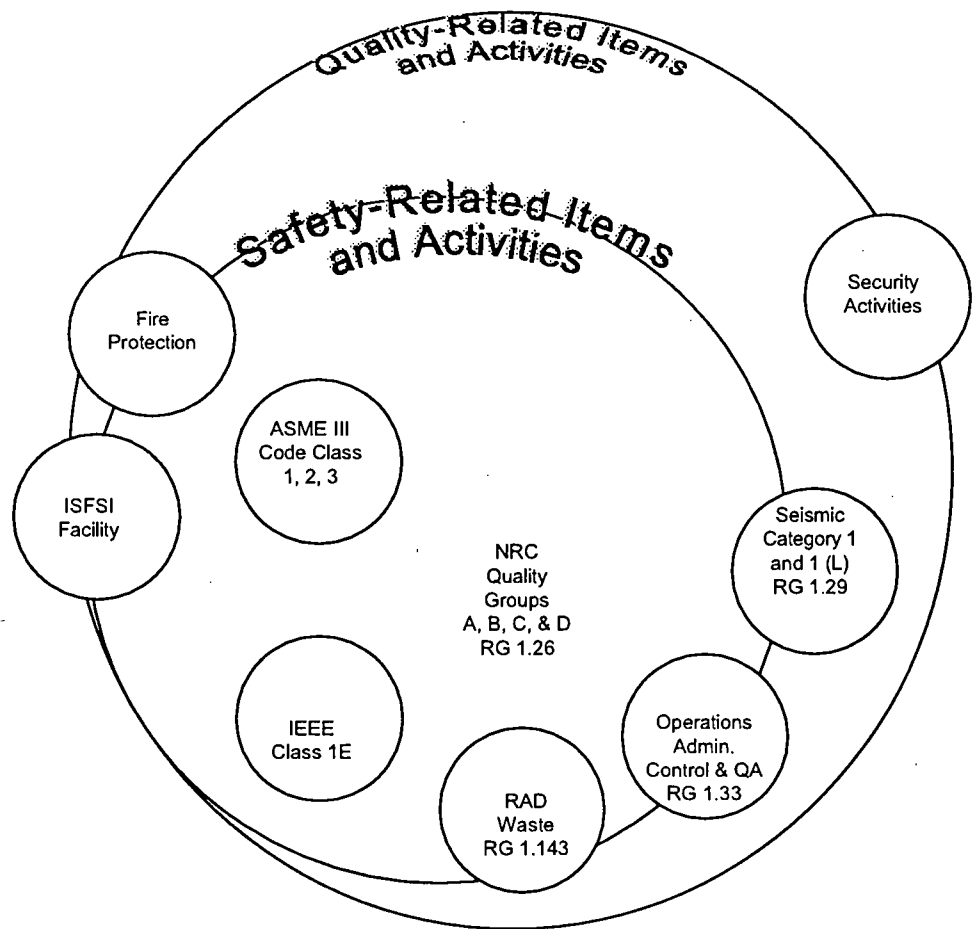 Quality-Related Items
and Activities
Safety-Related Items
and Activities
Fire
Protection
Security
Activities
ASME III
Code Class
1, 2, 3
ISFSI
Facility
Seismic
Category 1
and 1 (L)
RG 1.29
NRC
Quality
Groups
A, B, C, & D
RG 1.26
IEEE
Class 1E
Operations
Admin.
Control & QA
RG 1.33
RAD
Waste
RG 1.143